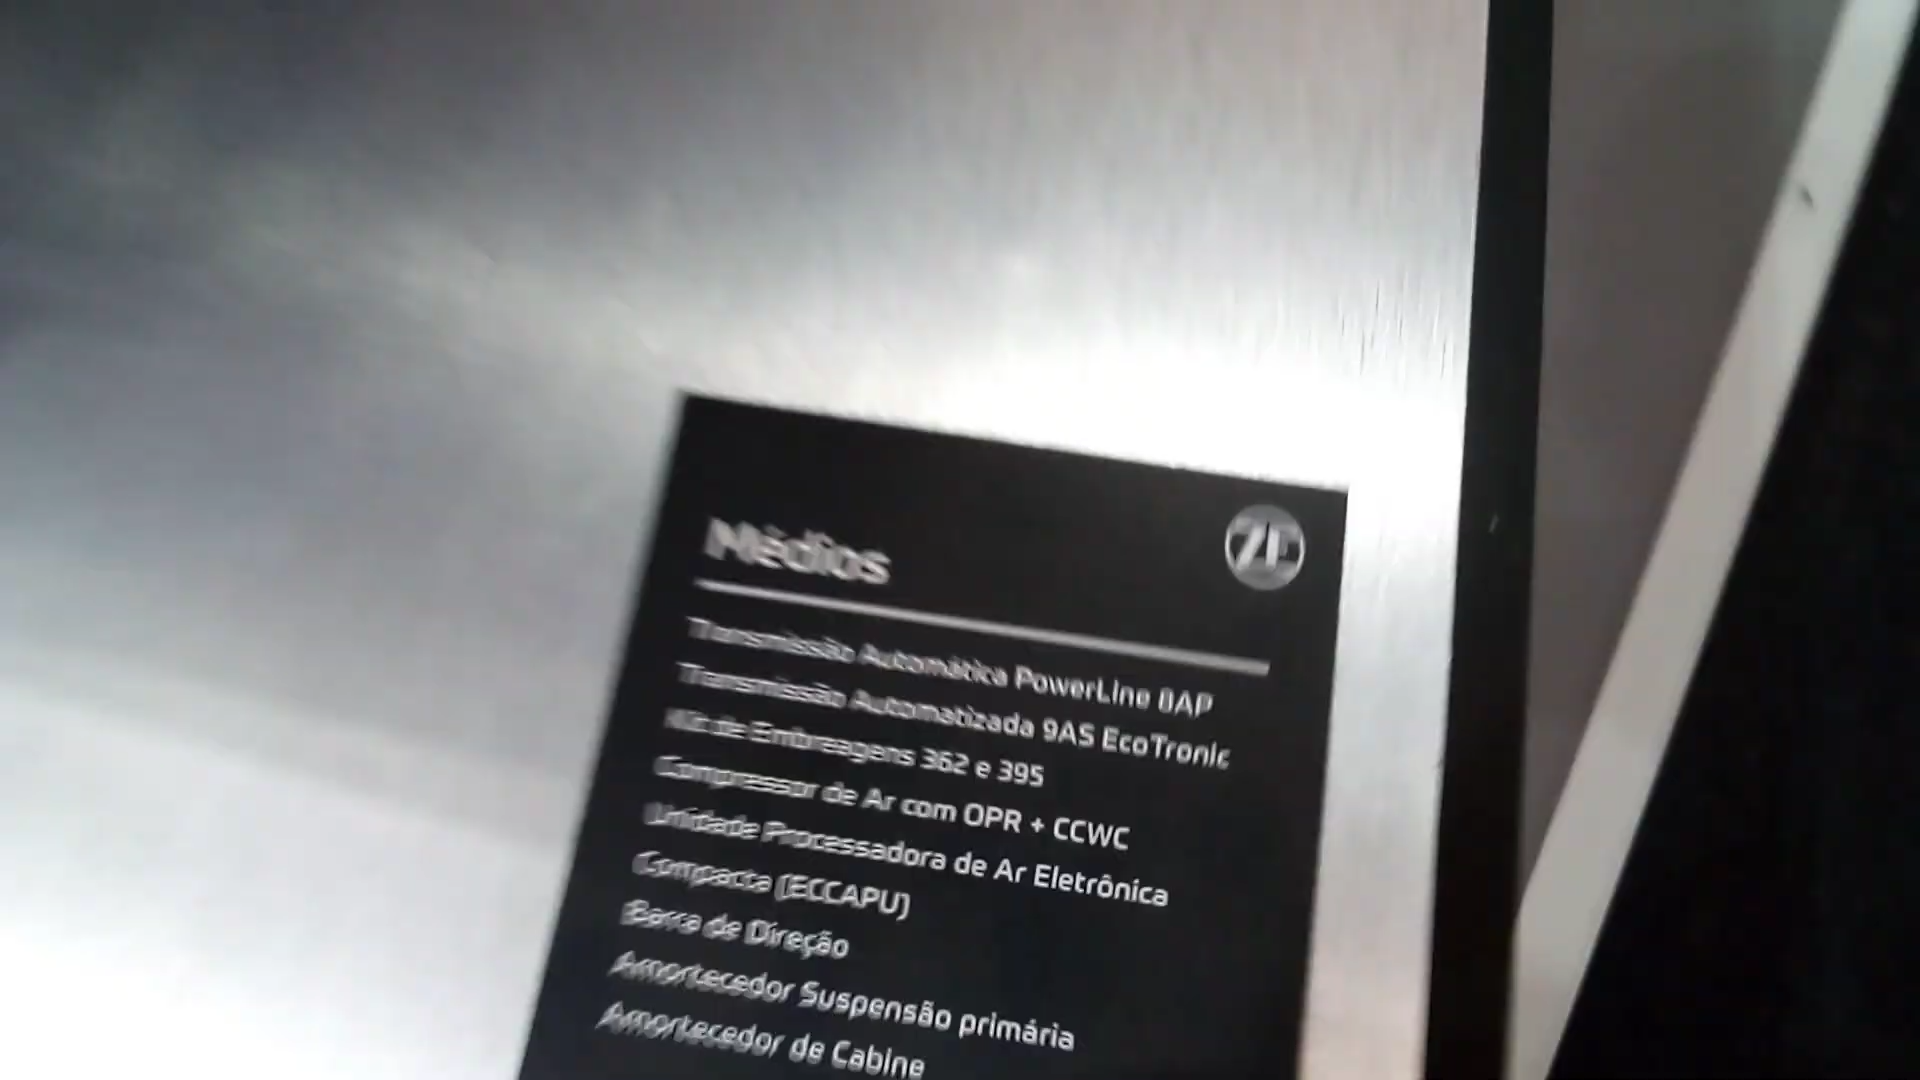 Médios
ZF
Transmissão Automática PowerLine 8AP
Transmissão Automatizada 9AS EcoTronic
Kit de Embreagens 362 e 395
Compressor de Ar com OPR + CCWC
Unidade Processadora de Ar Eletrônica
Compacta (ECCAPU)
Barra de Direção
Amortecedor Suspensão primária
Amortecedor de Cabine